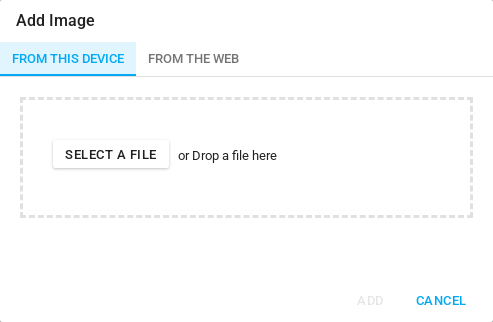 Add Image
FROM THIS DEVICE FROM THE WEB
SELECT A FILE or Drop a file here
ADD CANCEL